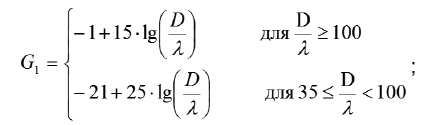 G₁ = { −1+15·lg(D/λ) для D/λ ≥ 100
−21+25·lg(D/λ) для 35 ≤ D/λ < 100 ;